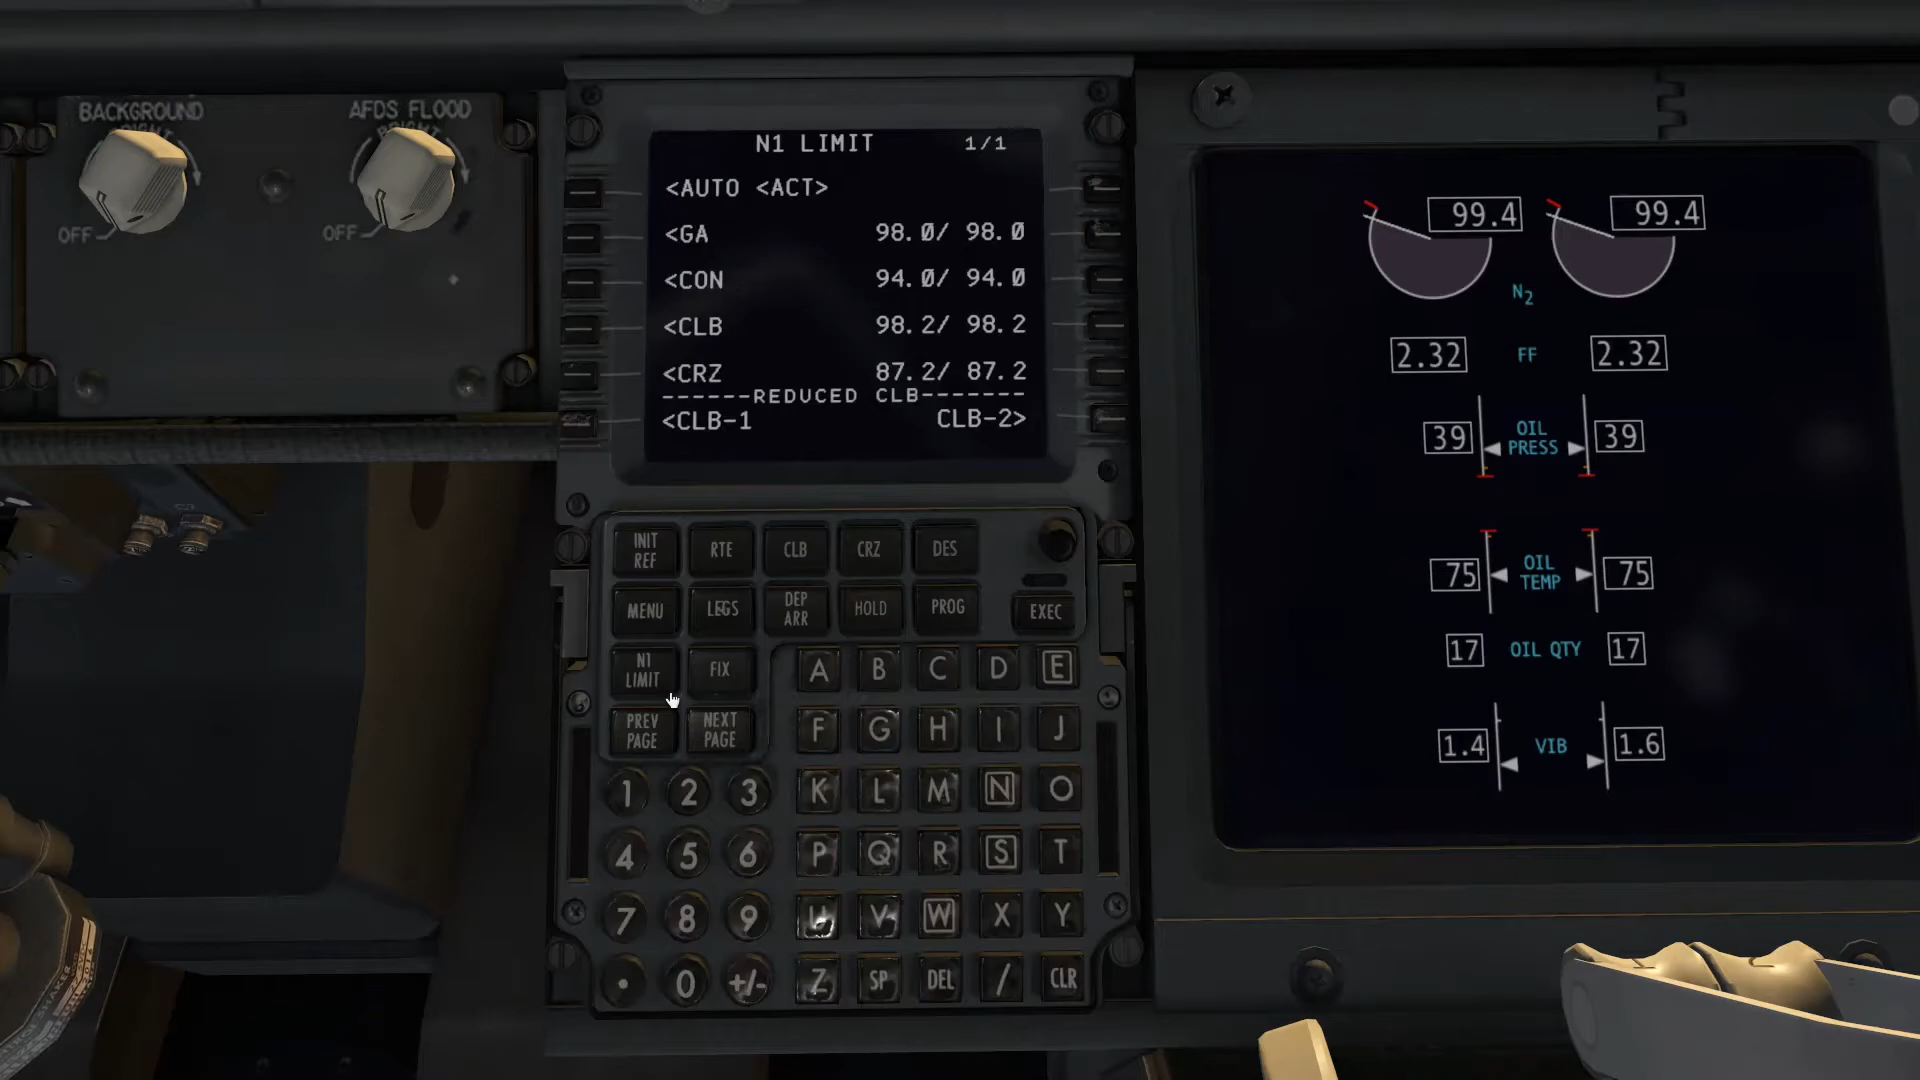 BACKGROUND
BRIGHT
OFF
AFDS FLOOD
BRIGHT
OFF
N1 LIMIT 1/1
<AUTO <ACT>
<GA 98.0/ 98.0
<CON 94.0/ 94.0
<CLB 98.2/ 98.2
<CRZ 87.2/ 87.2
------REDUCED CLB-------
<CLB-1 CLB-2>
INIT REF RTE CLB CRZ DES
MENU LEGS DEP ARR HOLD PROG EXEC
N1 LIMIT FIX
PREV PAGE NEXT PAGE
A B C D E
F G H I J
1 2 3 K L M N O
4 5 6 P Q R S T
7 8 9 U V W X Y
. 0 +/- Z SP DEL / CLR
99.4 99.4
N2
2.32 FF 2.32
39 OIL PRESS 39
75 OIL TEMP 75
17 OIL QTY 17
1.4 VIB 1.6